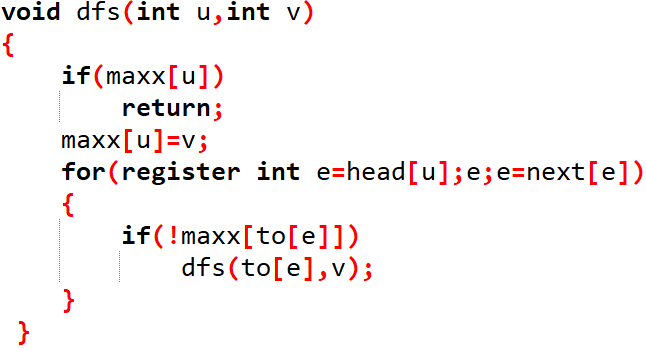 void dfs(int u,int v)
{
    if(maxx[u])
        return;
    maxx[u]=v;
    for(register int e=head[u];e;e=next[e])
    {
        if(!maxx[to[e]])
            dfs(to[e],v);
    }
 }